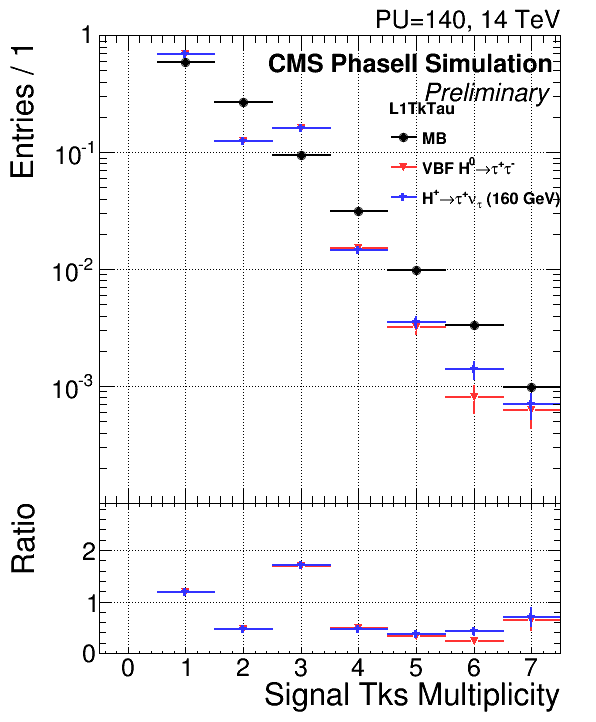 PU=140, 14 TeV
CMS PhaseII Simulation
Preliminary
L1TkTau
MB
VBF H⁰→τ⁺τ⁻
H⁺→τ⁺ντ (160 GeV)
Entries / 1
1
10⁻¹
10⁻²
10⁻³
Ratio
2
1
0
0 1 2 3 4 5 6 7
Signal Tks Multiplicity